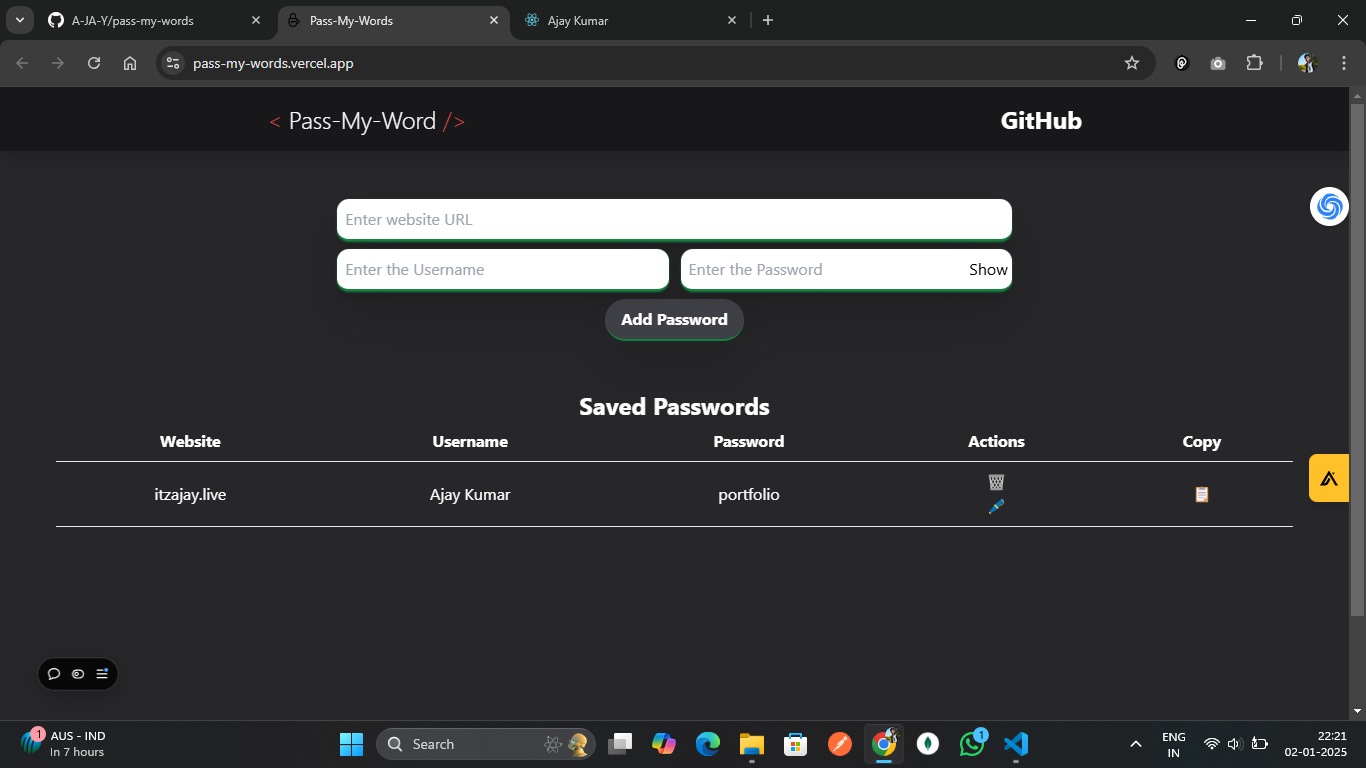 A-JA-Y/pass-my-words
Pass-My-Words
Ajay Kumar
pass-my-words.vercel.app
< Pass-My-Word />
GitHub
Enter website URL
Enter the Username
Enter the Password
Show
Add Password
Saved Passwords
Website Username Password Actions Copy
itzajay.live Ajay Kumar portfolio
1
AUS - IND
In 7 hours
Search
1
ENG
IN
22:21
02-01-2025